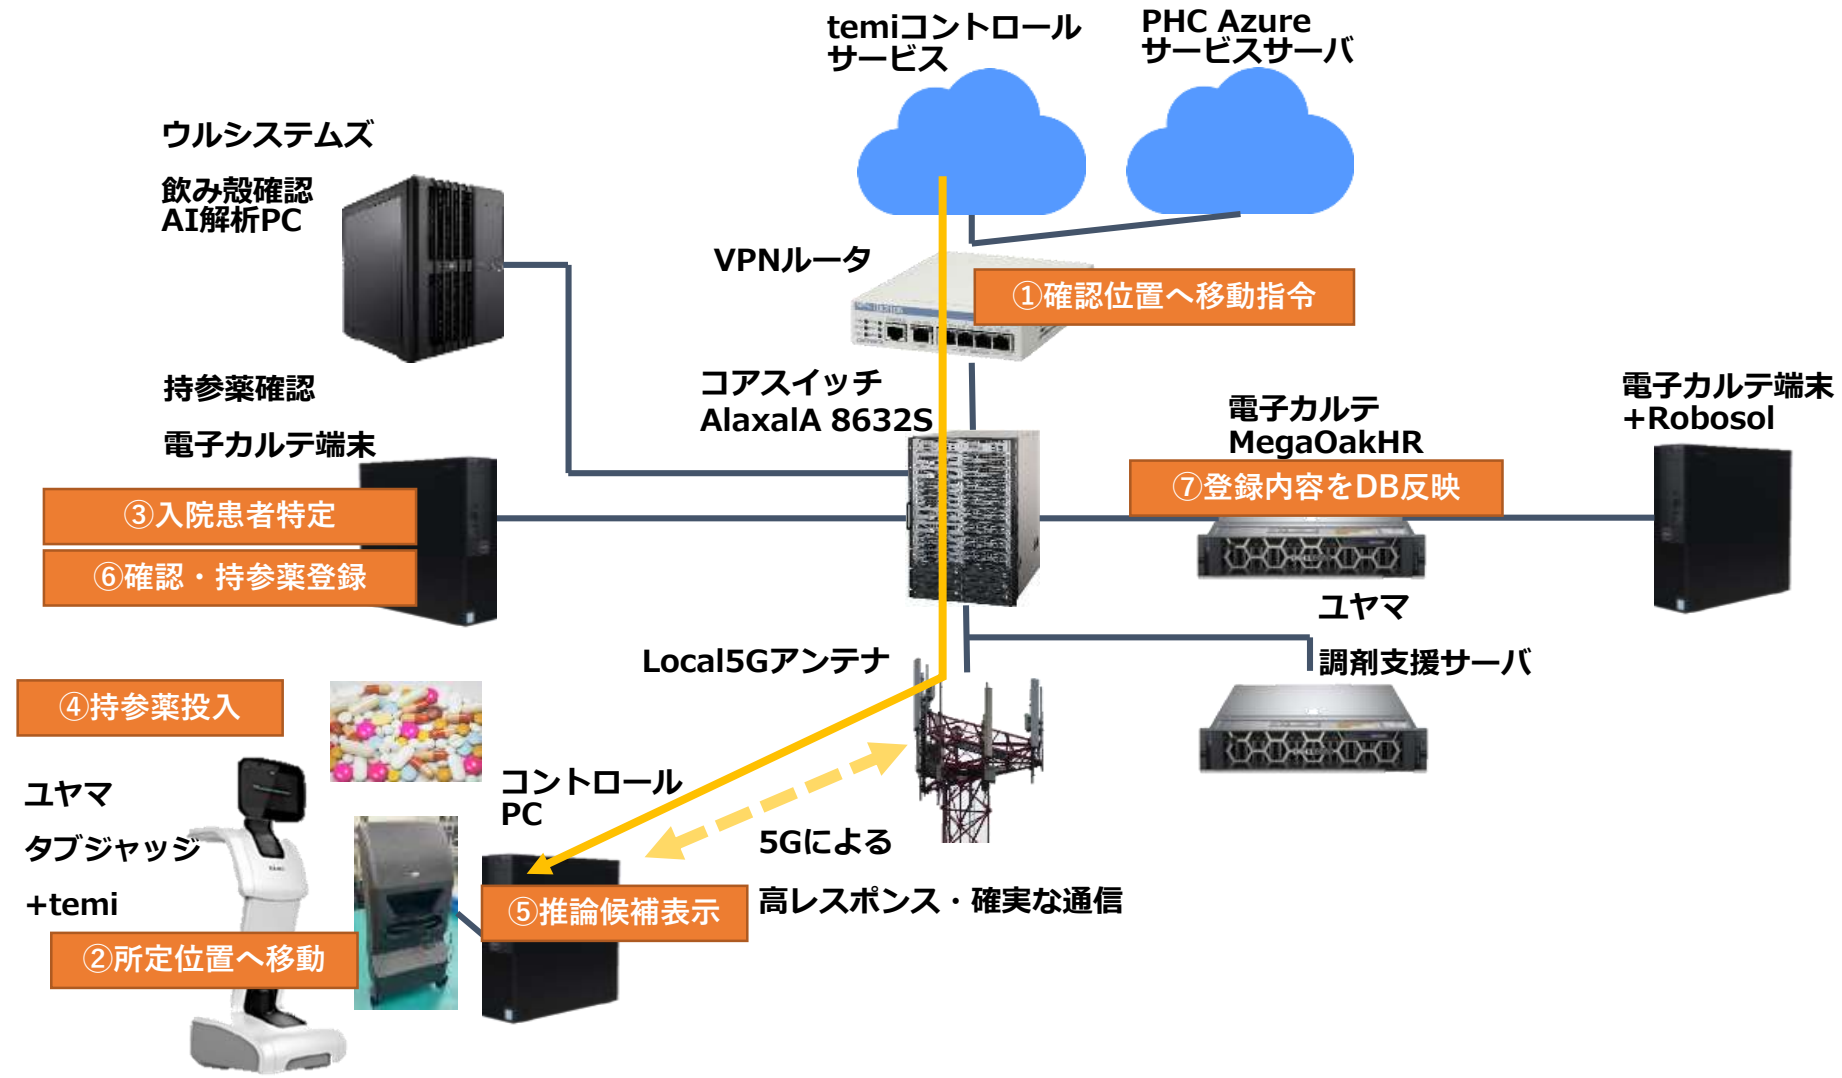 temiコントロール
サービス
PHC Azure
サービスサーバ
ウルシステムズ
飲み殻確認
AI解析PC
VPNルータ
①確認位置へ移動指令
持参薬確認
電子カルテ端末
コアスイッチ
AlaxalA 8632S
電子カルテ
MegaOakHR
電子カルテ端末
+Robosol
③入院患者特定
⑥確認・持参薬登録
⑦登録内容をDB反映
ユヤマ
調剤支援サーバ
Local5Gアンテナ
④持参薬投入
ユヤマ
タブジャッジ
+temi
コントロール
PC
②所定位置へ移動
⑤推論候補表示
5Gによる
高レスポンス・確実な通信